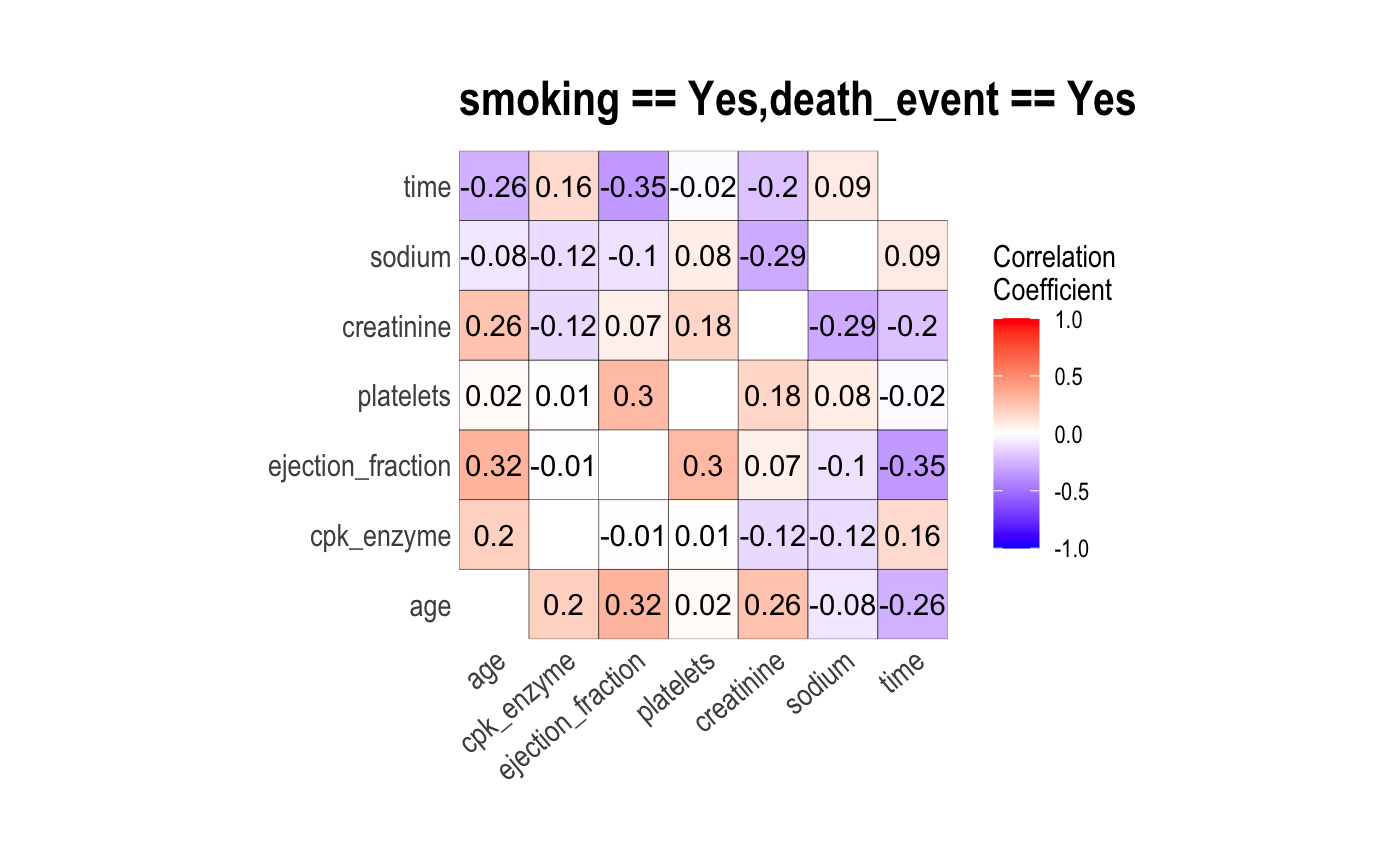 smoking == Yes,death_event == Yes
time -0.26 0.16 -0.35 -0.02 -0.2 0.09
sodium -0.08 -0.12 -0.1 0.08 -0.29 0.09
creatinine 0.26 -0.12 0.07 0.18 -0.29 -0.2
platelets 0.02 0.01 0.3 0.18 0.08 -0.02
ejection_fraction 0.32 -0.01 0.3 0.07 -0.1 -0.35
cpk_enzyme 0.2 -0.01 0.01 -0.12 -0.12 0.16
age 0.2 0.32 0.02 0.26 -0.08 -0.26
age
cpk_enzyme
ejection_fraction
platelets
creatinine
sodium
time
Correlation
Coefficient
1.0
0.5
0.0
-0.5
-1.0